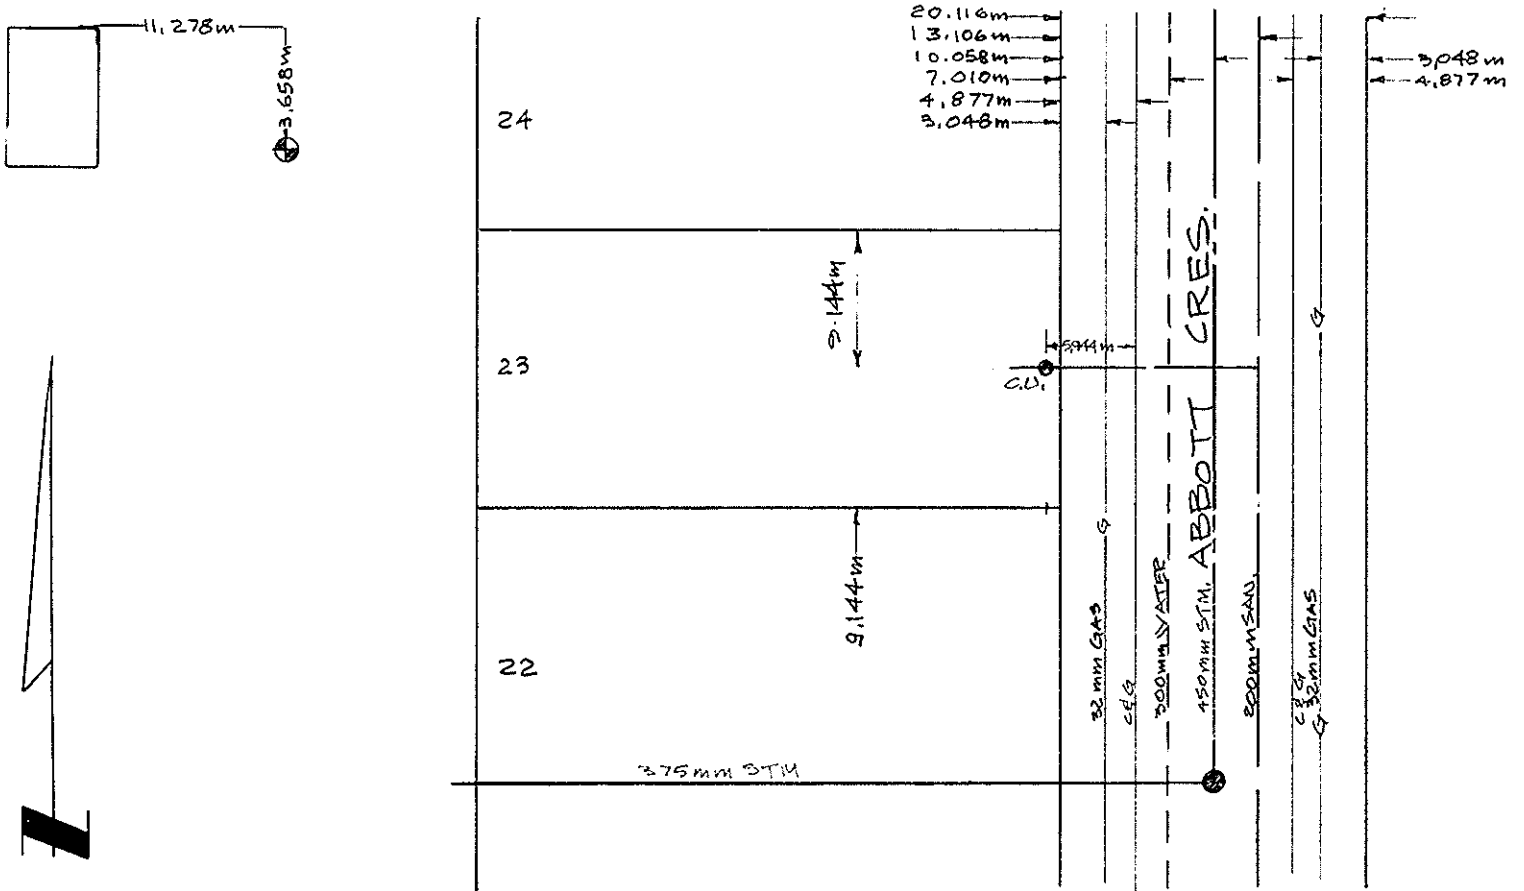 11.278m
3.658m
20.116m
13.106m
10.058m
7.010m
4.877m
3.048m
3.048m
4.877m
24
9.144m
23
5.944m
C.U.
ABBOTT CRES.
G
G
9.144m
22
32mm GAS
C&G
300mm WATER
450mm STM.
200mm SAN.
C&G
G 32mm GAS
375mm STM